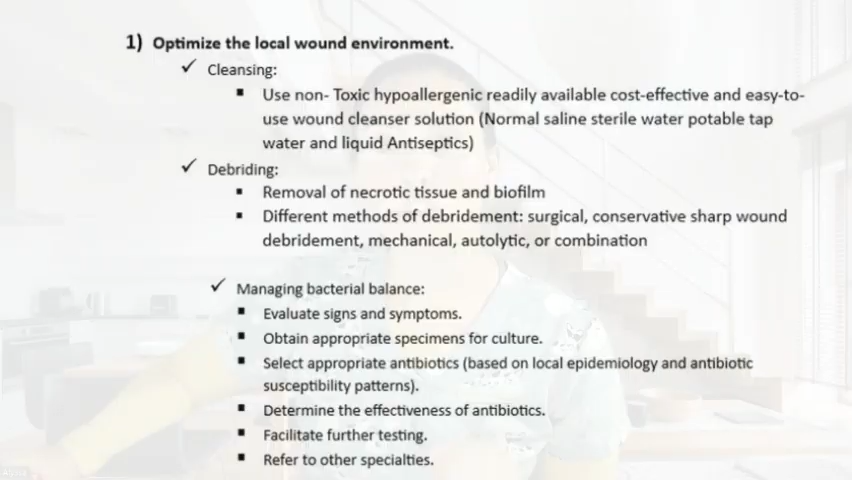 1) Optimize the local wound environment.
✓ Cleansing:
▪ Use non- Toxic hypoallergenic readily available cost-effective and easy-to-
use wound cleanser solution (Normal saline sterile water potable tap
water and liquid Antiseptics)
✓ Debriding:
▪ Removal of necrotic tissue and biofilm
▪ Different methods of debridement: surgical, conservative sharp wound
debridement, mechanical, autolytic, or combination
✓ Managing bacterial balance:
▪ Evaluate signs and symptoms.
▪ Obtain appropriate specimens for culture.
▪ Select appropriate antibiotics (based on local epidemiology and antibiotic
susceptibility patterns).
▪ Determine the effectiveness of antibiotics.
▪ Facilitate further testing.
▪ Refer to other specialties.